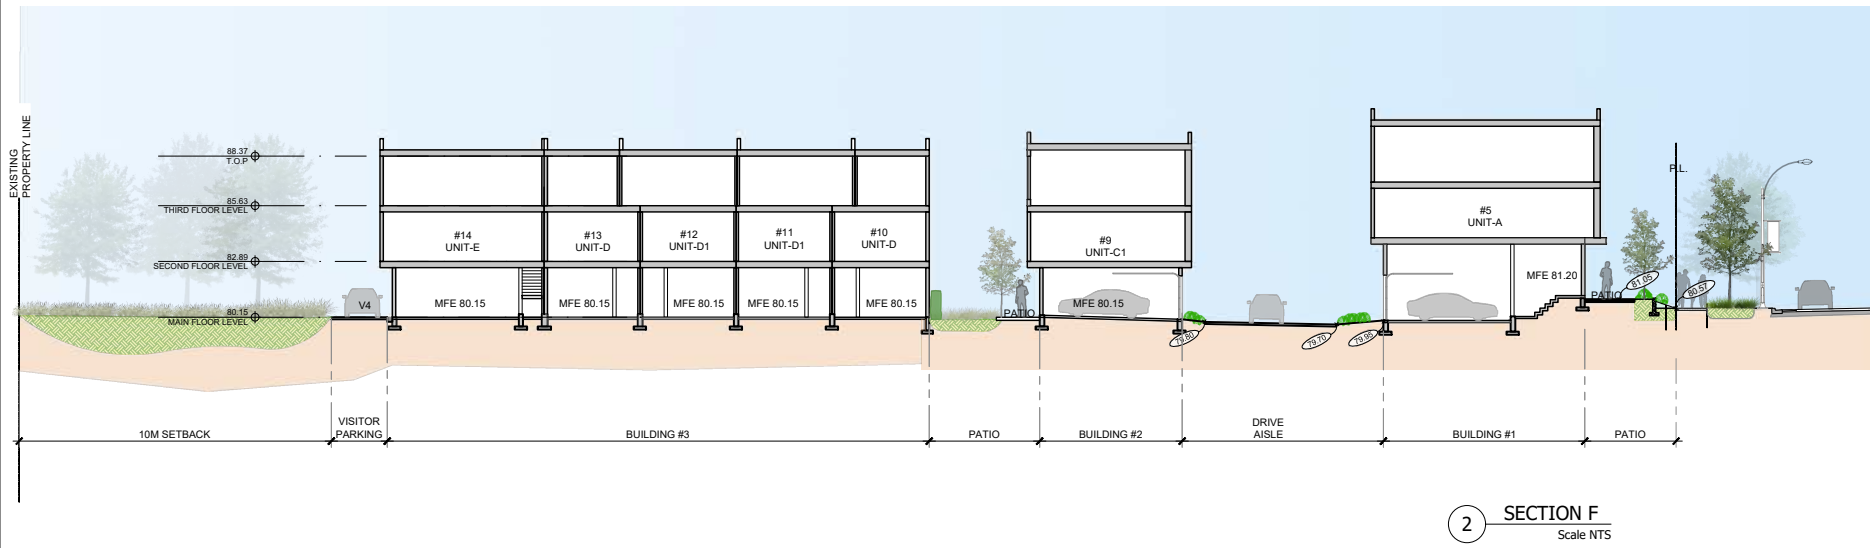 EXISTING
PROPERTY LINE
88.37
T.O.P
85.63
THIRD FLOOR LEVEL
82.89
SECOND FLOOR LEVEL
80.15
MAIN FLOOR LEVEL
V4
#14
UNIT-E
#13
UNIT-D
#12
UNIT-D1
#11
UNIT-D1
#10
UNIT-D
MFE 80.15
MFE 80.15
MFE 80.15
MFE 80.15
MFE 80.15
PATIO
#9
UNIT-C1
MFE 80.15
79.80
79.70
79.95
#5
UNIT-A
MFE 81.20
PATIO
81.05
80.57
P.L.
10M SETBACK
VISITOR
PARKING
BUILDING #3
PATIO
BUILDING #2
DRIVE
AISLE
BUILDING #1
PATIO
2
SECTION F
Scale NTS